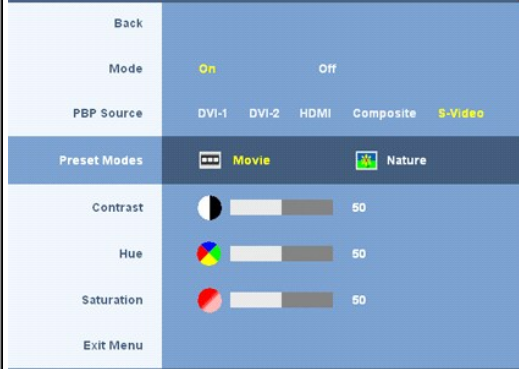 Back
Mode On Off
PBP Source DVI-1 DVI-2 HDMI Composite S-Video
Preset Modes Movie Nature
Contrast 50
Hue 50
Saturation 50
Exit Menu